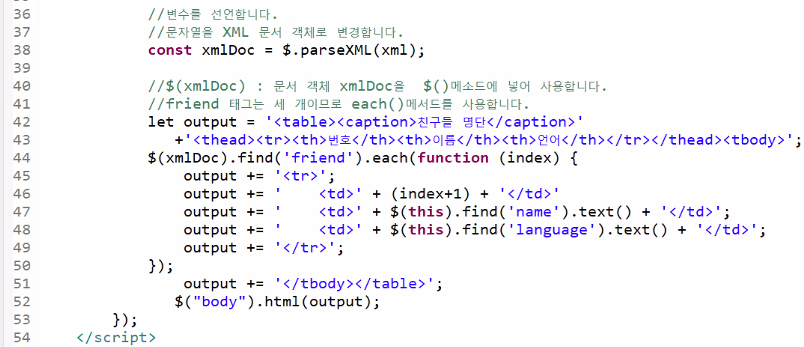 36 //변수를 선언합니다.
37 //문자열을 XML 문서 객체로 변경합니다.
38 const xmlDoc = $.parseXML(xml);
39
40 //$(xmlDoc) : 문서 객체 xmlDoc을  $()메소드에 넣어 사용합니다.
41 //friend 태그는 세 개이므로 each()메서드를 사용합니다.
42 let output = '<table><caption>친구들 명단</caption>'
43 +'<thead><tr><th>번호</th><th>이름</th><th>언어</th></tr></thead><tbody>';
44 $(xmlDoc).find('friend').each(function (index) {
45 output += '<tr>';
46 output += '    <td>' + (index+1) + '</td>'
47 output += '    <td>' + $(this).find('name').text() + '</td>';
48 output += '    <td>' + $(this).find('language').text() + '</td>';
49 output += '</tr>';
50 });
51 output += '</tbody></table>';
52 $("body").html(output);
53 });
54 </script>